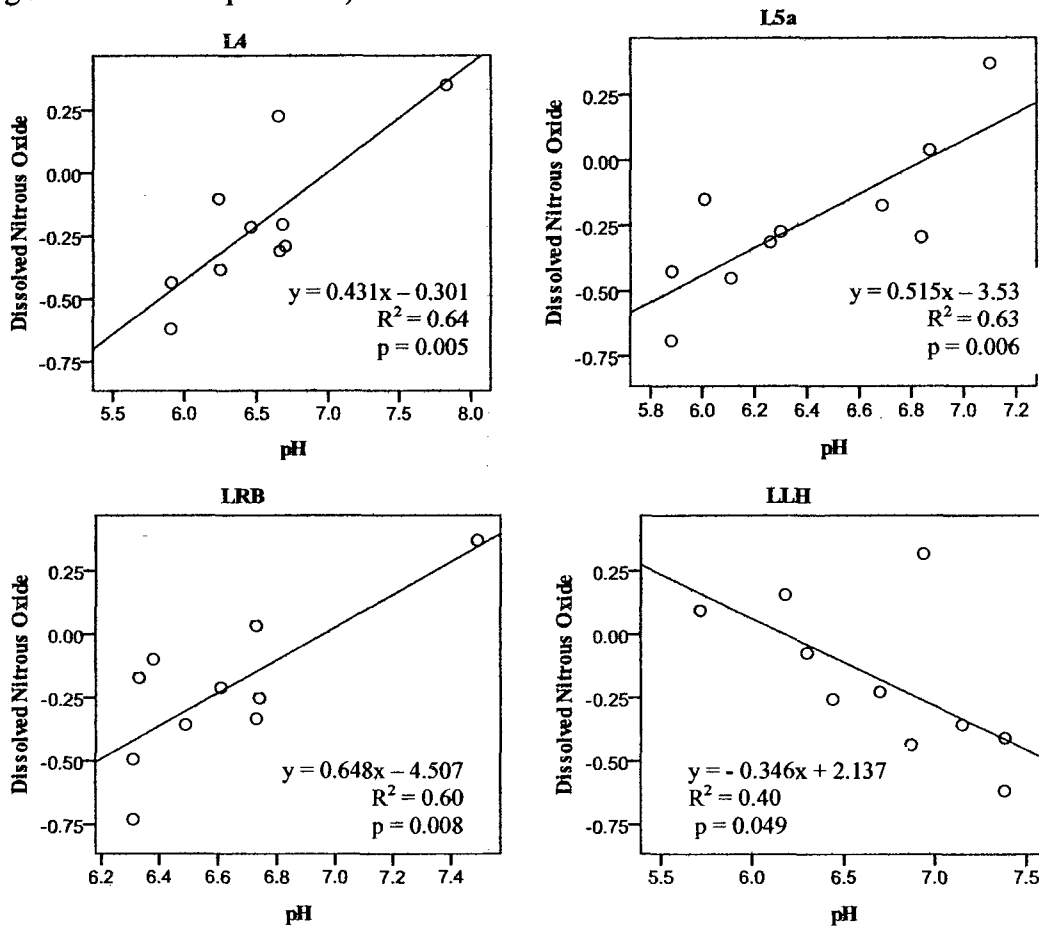 L4
0.25
0.00
-0.25
-0.50
-0.75
Dissolved Nitrous Oxide
y = 0.431x – 0.301
R² = 0.64
p = 0.005
5.5 6.0 6.5 7.0 7.5 8.0
pH
L5a
0.25
0.00
-0.25
-0.50
-0.75
Dissolved Nitrous Oxide
y = 0.515x – 3.53
R² = 0.63
p = 0.006
5.8 6.0 6.2 6.4 6.6 6.8 7.0 7.2
pH
LRB
0.25
0.00
-0.25
-0.50
-0.75
Dissolved Nitrous Oxide
y = 0.648x – 4.507
R² = 0.60
p = 0.008
6.2 6.4 6.6 6.8 7.0 7.2 7.4
pH
LLH
0.25
0.00
-0.25
-0.50
-0.75
Dissolved Nitrous Oxide
y = - 0.346x + 2.137
R² = 0.40
p = 0.049
5.5 6.0 6.5 7.0 7.5
pH